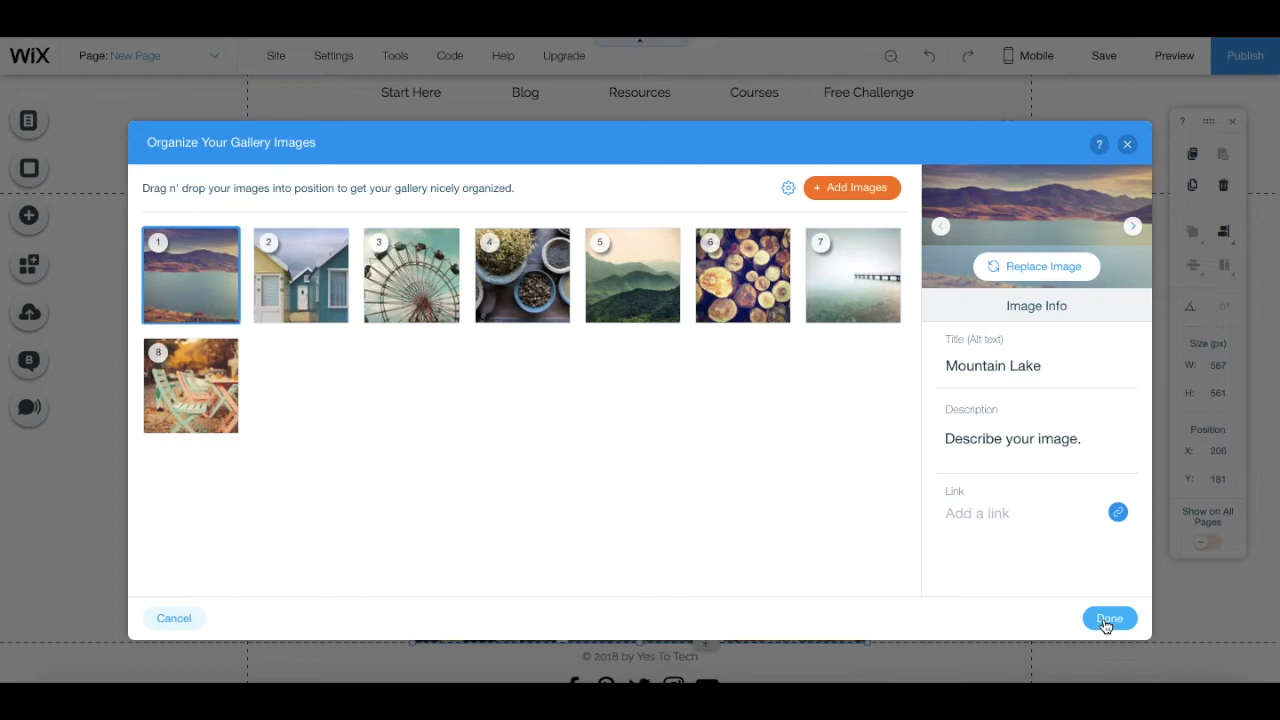 WiX Page: New Page Site Settings Tools Code Help Upgrade Mobile Save Preview Publish
Start Here Blog Resources Courses Free Challenge
Organize Your Gallery Images ?
Drag n' drop your images into position to get your gallery nicely organized. + Add Images
1 2 3 4 5 6 7
8
Replace Image
Image Info
Title (Alt text)
Mountain Lake
Description
Describe your image.
Link
Add a link
Cancel Done
© 2018 by Yes To Tech
B
?
0°
Size (px)
W: 567
H: 561
Position
X: 206
Y: 181
Show on All
Pages